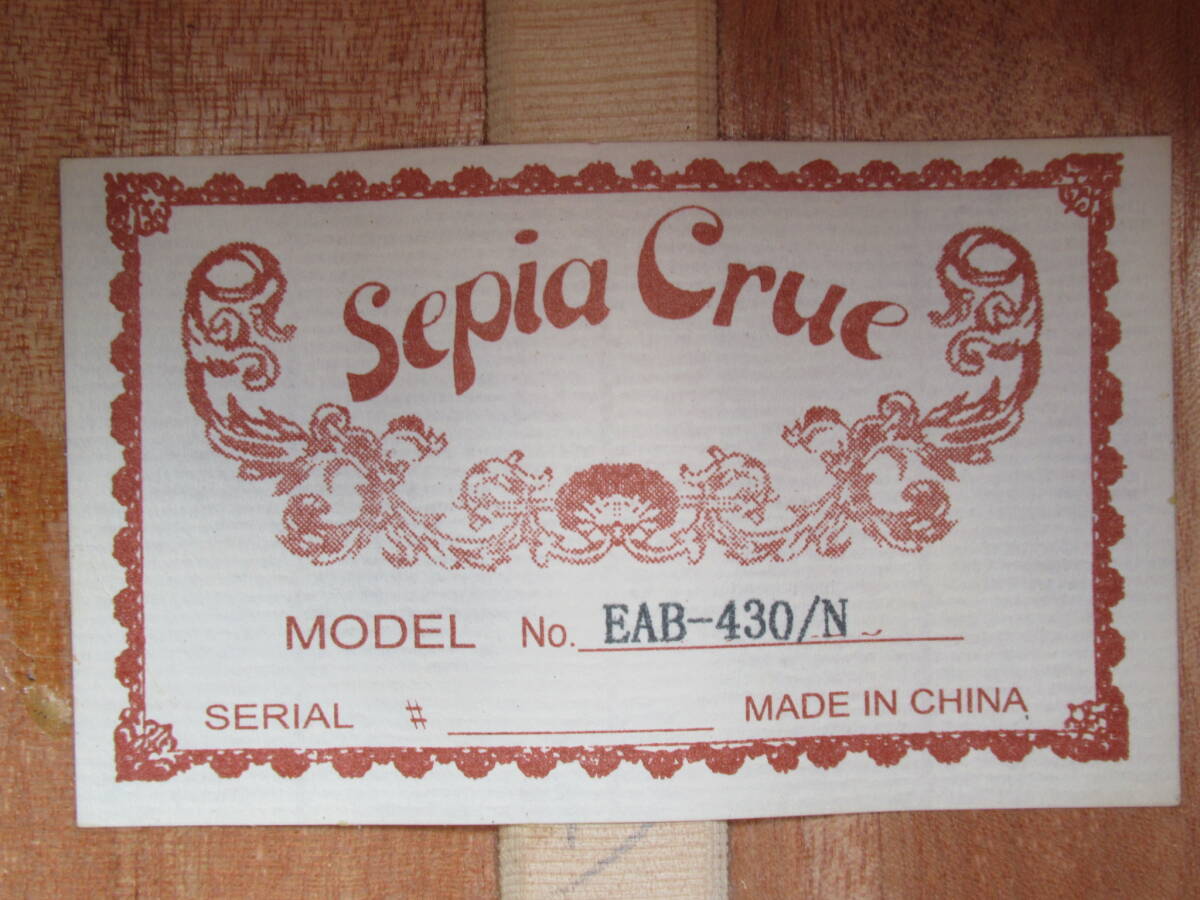 Sepia Crue
MODEL No. EAB-430/N
SERIAL # MADE IN CHINA